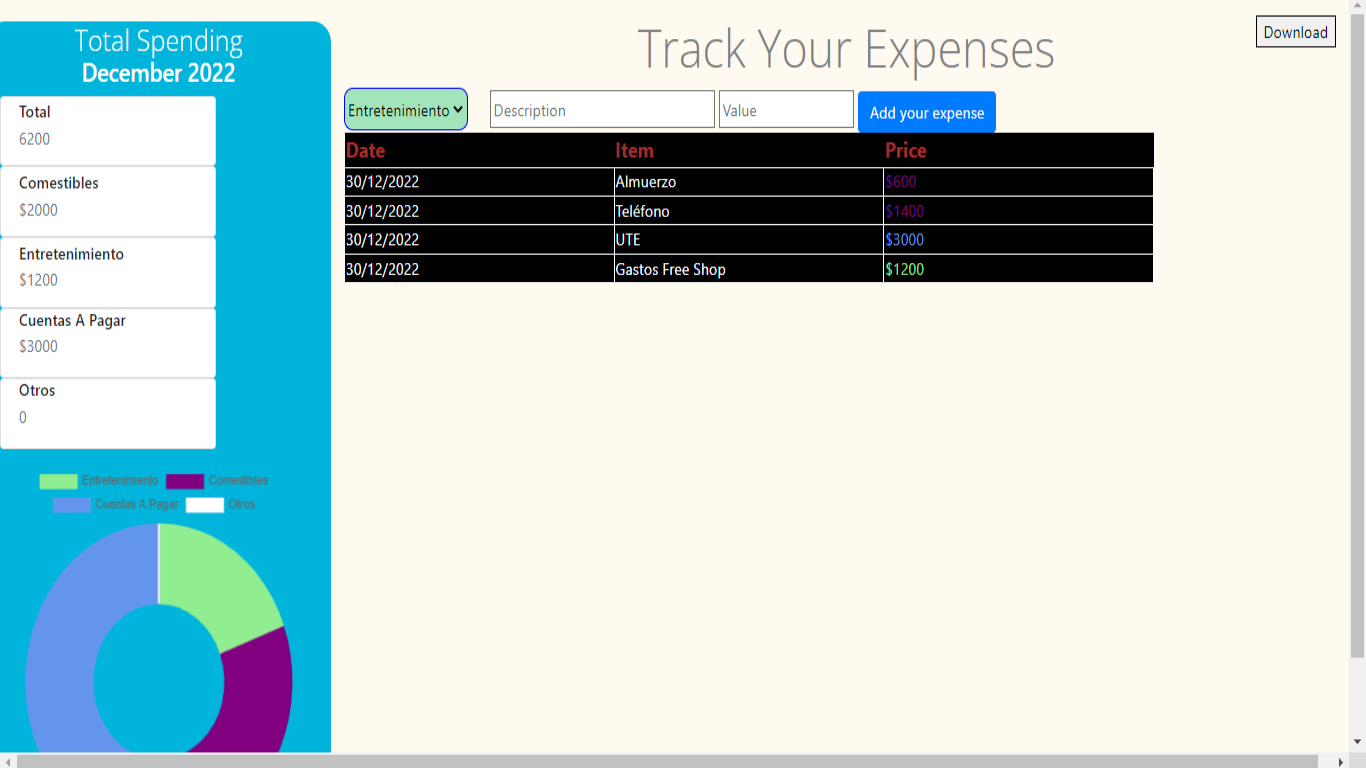 Total Spending
December 2022
Total
6200
Comestibles
$2000
Entretenimiento
$1200
Cuentas A Pagar
$3000
Otros
0
Entretenimiento Comestibles
Cuentas A Pagar Otros
Download
Track Your Expenses
Entretenimiento Description Value Add your expense
Date Item Price
30/12/2022 Almuerzo $600
30/12/2022 Teléfono $1400
30/12/2022 UTE $3000
30/12/2022 Gastos Free Shop $1200